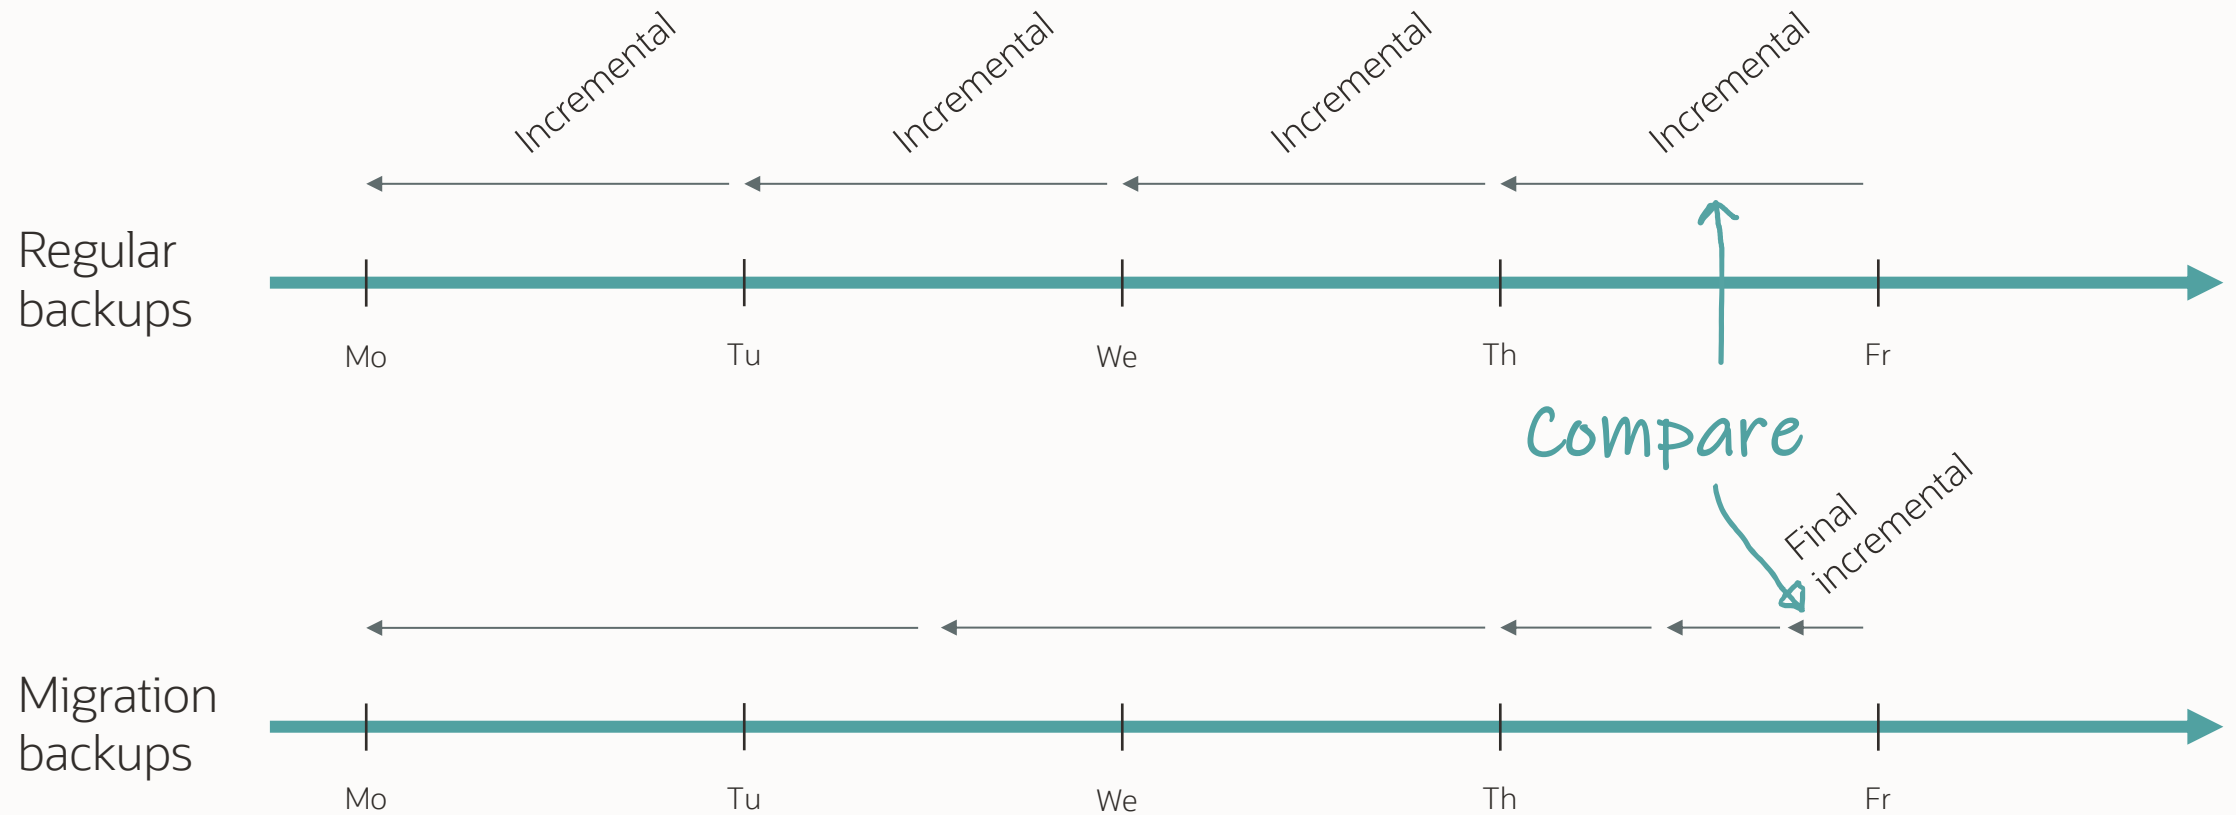 Incremental
Incremental
Incremental
Incremental
Regular
backups
Mo
Tu
We
Th
Fr
Compare
Final
incremental
Migration
backups
Mo
Tu
We
Th
Fr